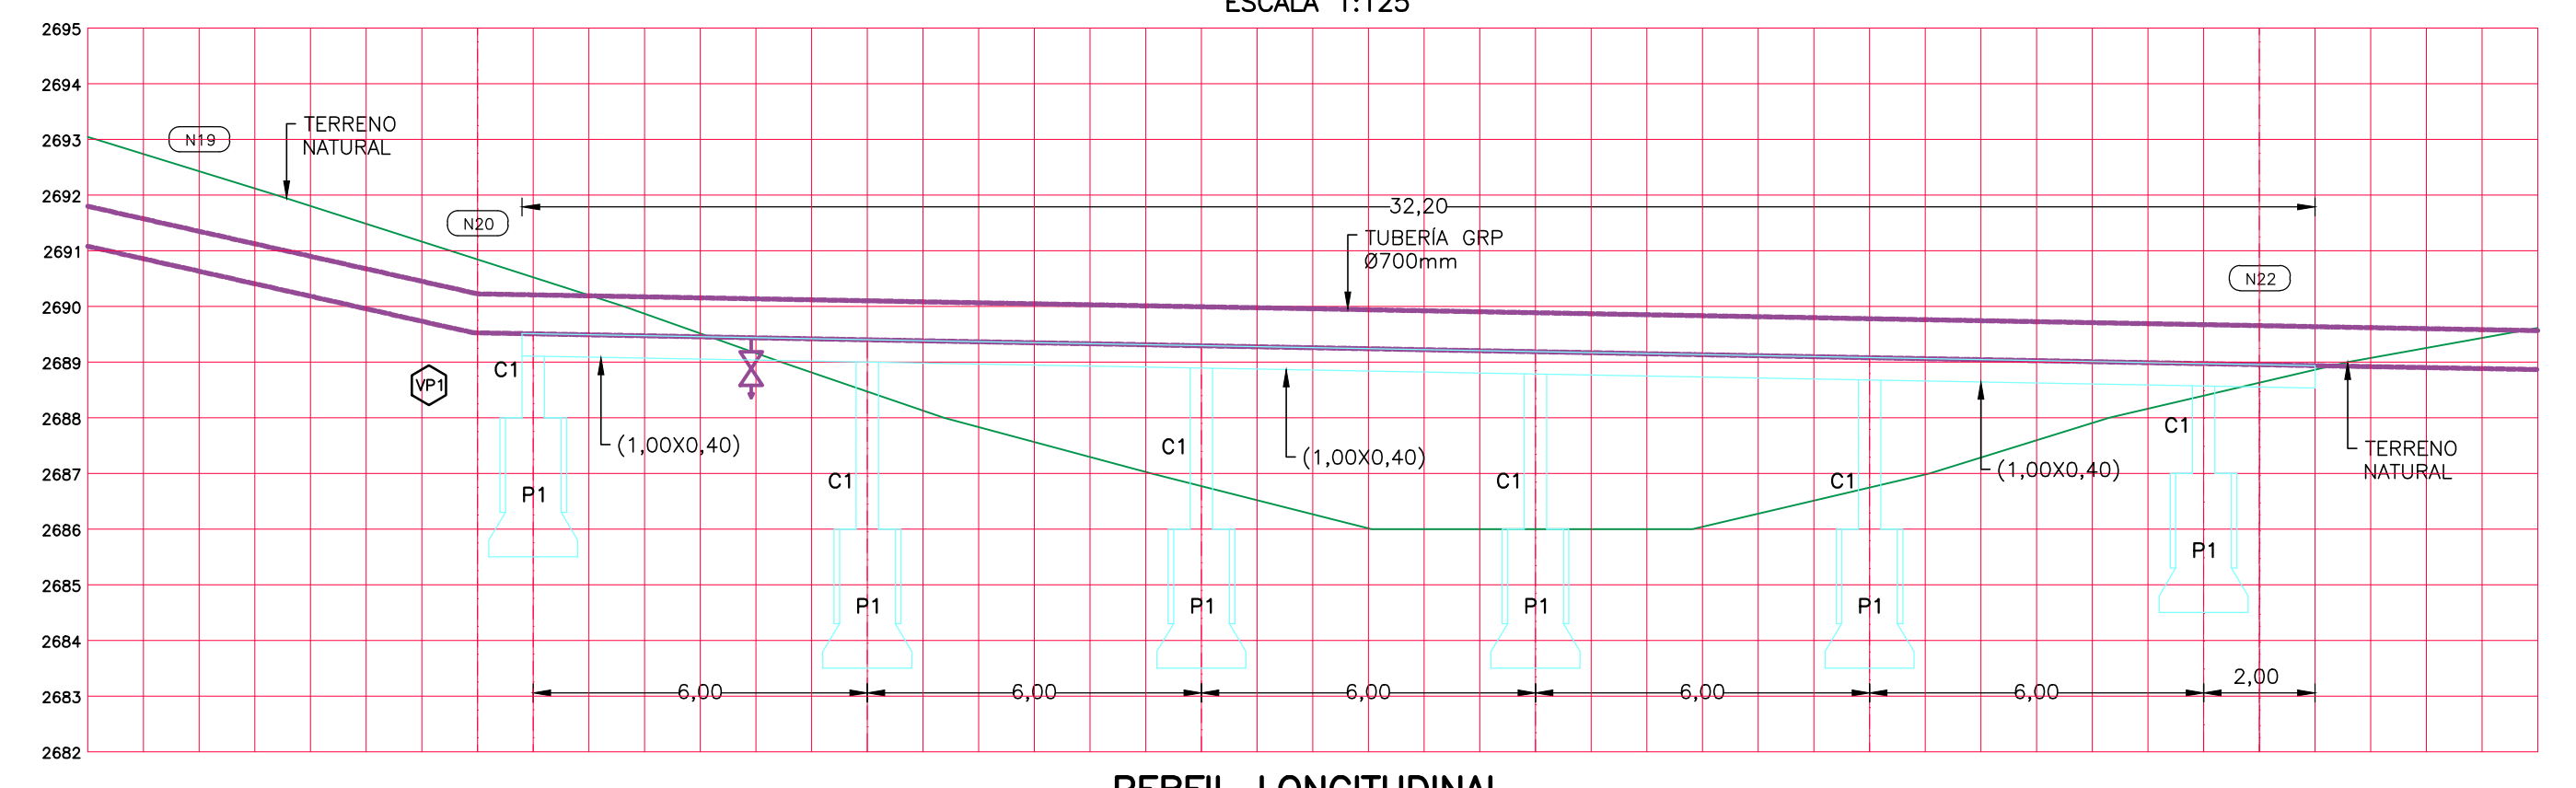 ESCALA 1:125
2695
2694
2693
2692
2691
2690
2689
2688
2687
2686
2685
2684
2683
2682
N19
TERRENO
NATURAL
N20
32,20
TUBERÍA GRP
Ø700mm
N22
VP1
C1
C1
C1
C1
C1
C1
(1,00X0,40)
(1,00X0,40)
(1,00X0,40)
TERRENO
NATURAL
P1
P1
P1
P1
P1
P1
6,00
6,00
6,00
6,00
6,00
2,00
PERFIL LONGITUDINAL